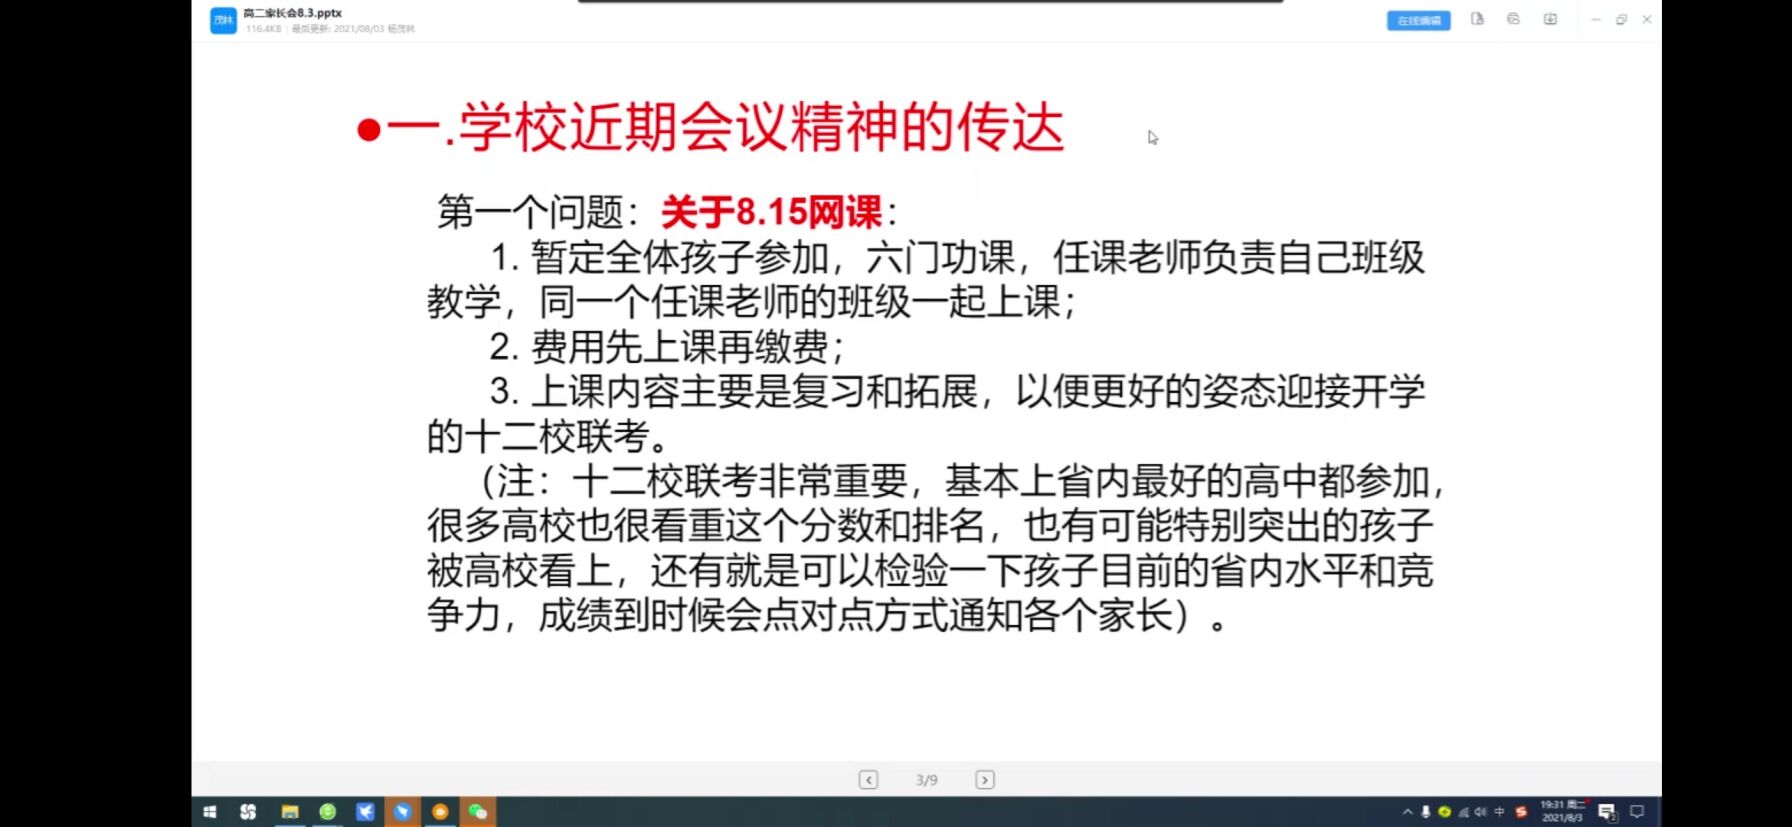 茂林
高二家长会8.3.pptx
116.4KB | 最后更新: 2021/08/03 杨茂林
在线编辑
●一.学校近期会议精神的传达
第一个问题：关于8.15网课：
1. 暂定全体孩子参加，六门功课，任课老师负责自己班级
教学，同一个任课老师的班级一起上课；
2. 费用先上课再缴费；
3. 上课内容主要是复习和拓展，以便更好的姿态迎接开学
的十二校联考。
（注：十二校联考非常重要，基本上省内最好的高中都参加，
很多高校也很看重这个分数和排名，也有可能特别突出的孩子
被高校看上，还有就是可以检验一下孩子目前的省内水平和竞
争力，成绩到时候会点对点方式通知各个家长）。
3/9
中
19:31 周二
2021/8/3
2